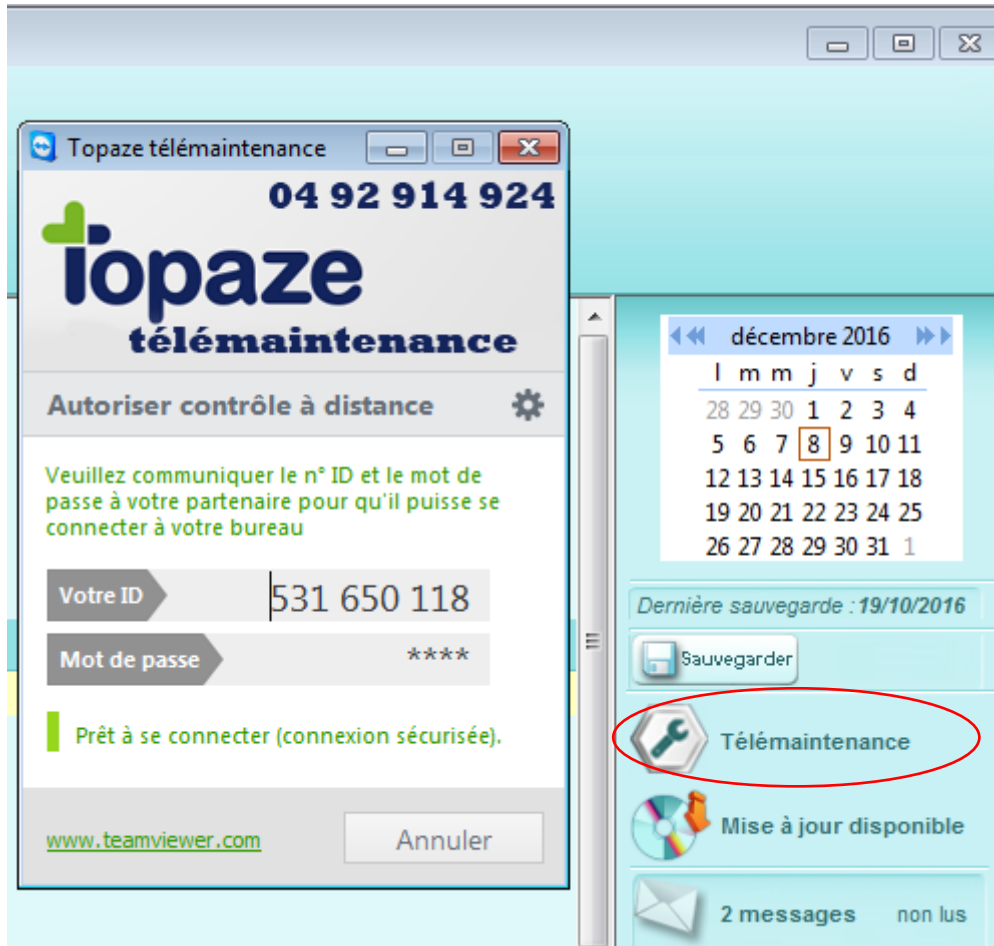 Topaze télémaintenance
04 92 914 924
Topaze
télémaintenance
Autoriser contrôle à distance
Veuillez communiquer le n° ID et le mot de
passe à votre partenaire pour qu'il puisse se
connecter à votre bureau
Votre ID 531 650 118
Mot de passe ****
Prêt à se connecter (connexion sécurisée).
www.teamviewer.com Annuler
décembre 2016
l m m j v s d
28 29 30 1 2 3 4
5 6 7 8 9 10 11
12 13 14 15 16 17 18
19 20 21 22 23 24 25
26 27 28 29 30 31 1
Dernière sauvegarde : 19/10/2016
Sauvegarder
Télémaintenance
Mise à jour disponible
2 messages non lus